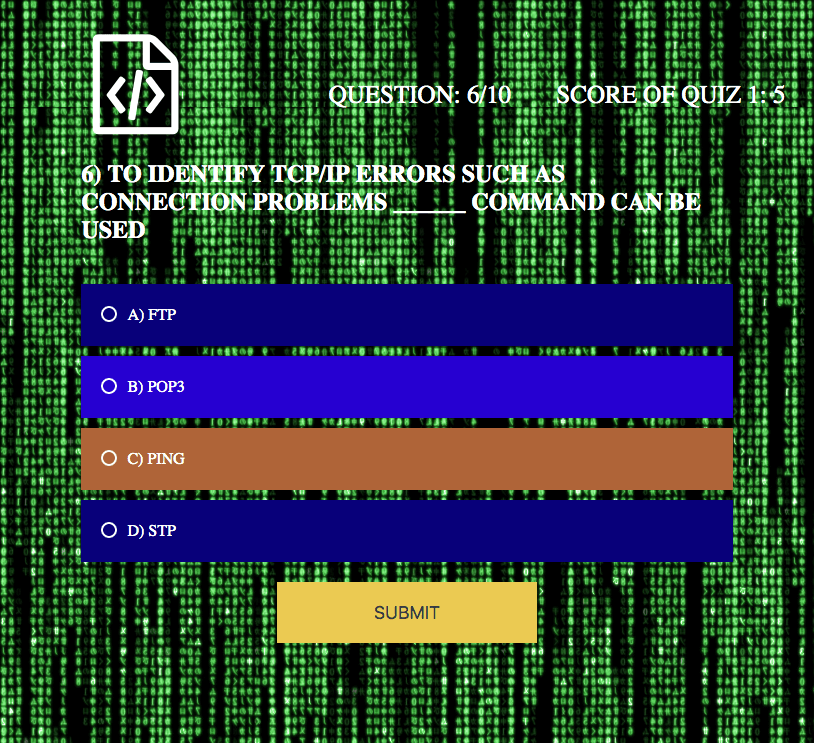 </>
QUESTION: 6/10 SCORE OF QUIZ 1: 5
6) TO IDENTIFY TCP/IP ERRORS SUCH AS
CONNECTION PROBLEMS ______ COMMAND CAN BE
USED
A) FTP
B) POP3
C) PING
D) STP
SUBMIT